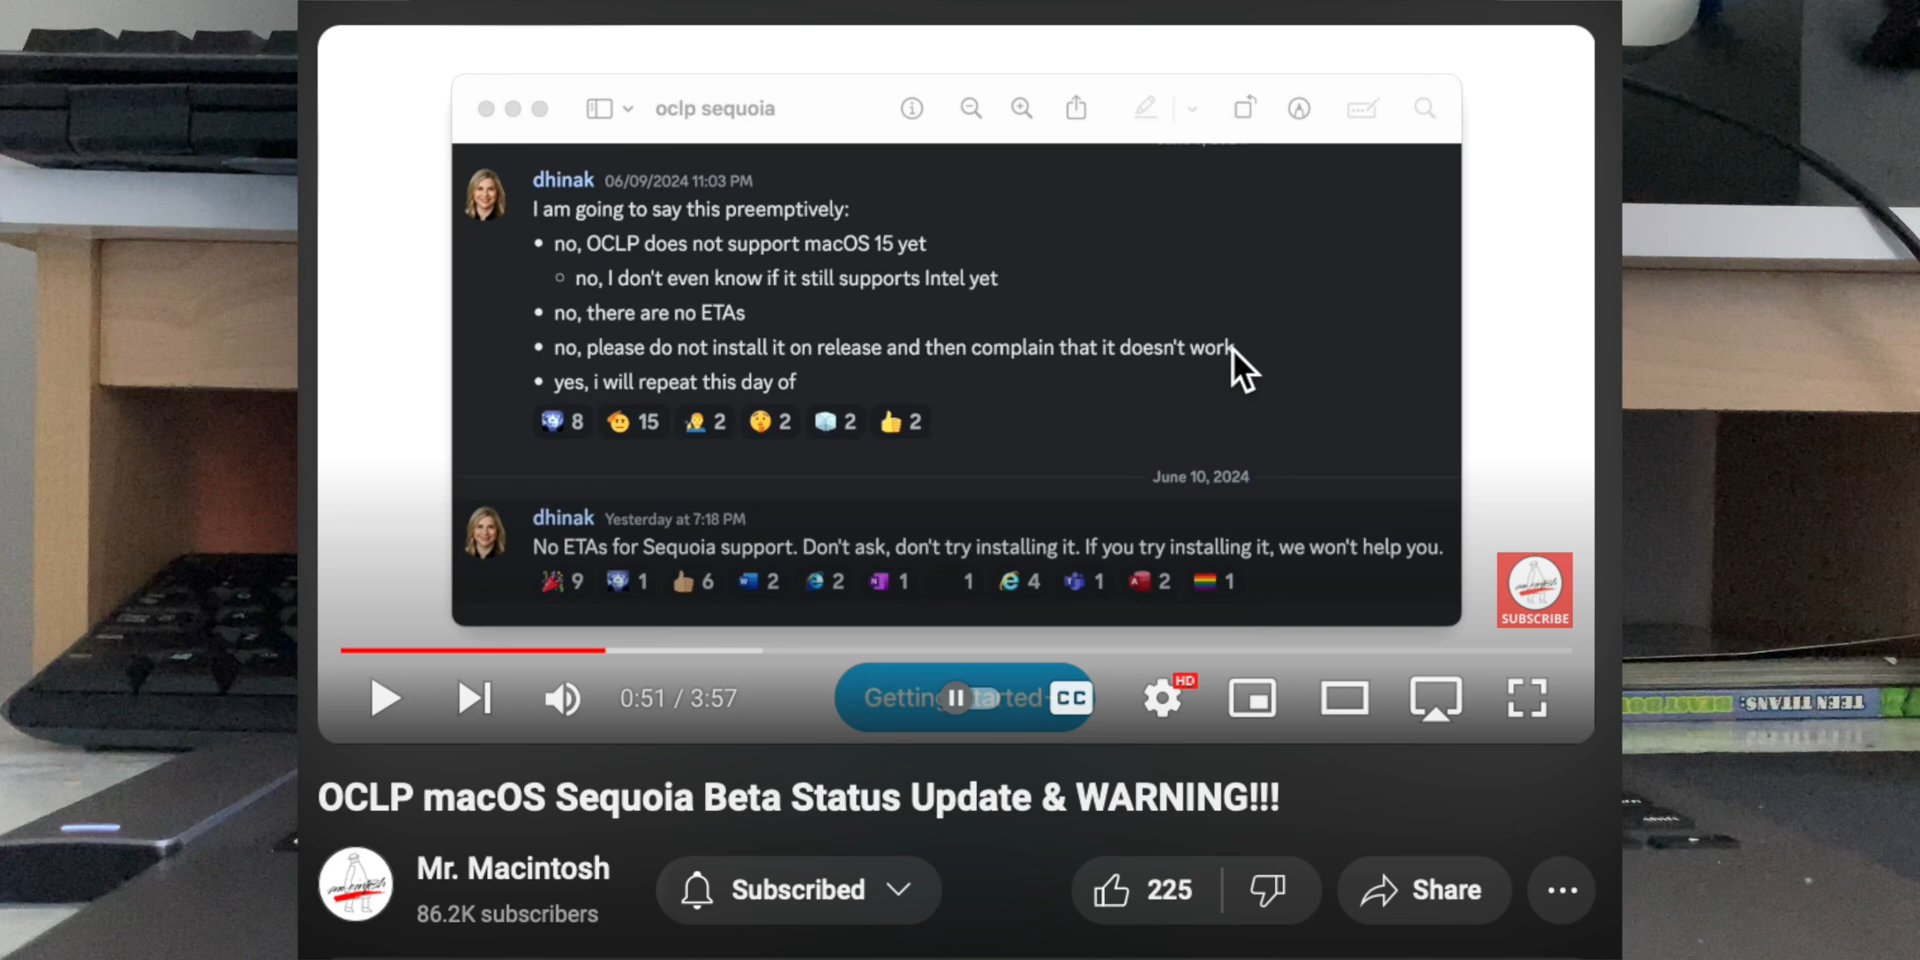 oclp sequoia
dhinak 06/09/2024 11:03 PM
I am going to say this preemptively:
• no, OCLP does not support macOS 15 yet
◦ no, I don't even know if it still supports Intel yet
• no, there are no ETAs
• no, please do not install it on release and then complain that it doesn't work
• yes, i will repeat this day of
8 15 2 2 2 2
June 10, 2024
dhinak Yesterday at 7:18 PM
No ETAs for Sequoia support. Don't ask, don't try installing it. If you try installing it, we won't help you.
9 1 6 2 2 1 1 4 1 2 1
SUBSCRIBE
0:51 / 3:57
CC
HD
TEEN TITANS:
OCLP macOS Sequoia Beta Status Update & WARNING!!!
Mr. Macintosh
86.2K subscribers
Subscribed
225
Share